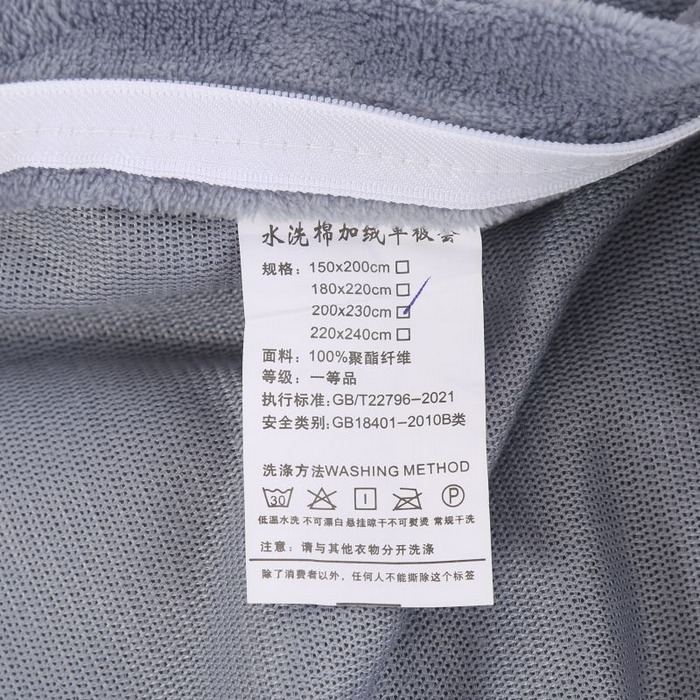 水洗棉加绒单被套
规格：150x200cm
180x220cm
200x230cm
220x240cm
面料：100%聚酯纤维
等级：一等品
执行标准：GB/T22796-2021
安全类别：GB18401-2010B类
洗涤方法WASHING METHOD
30 P
低温水洗 不可漂白 悬挂晾干 不可熨烫 常规干洗
注意：请与其他衣物分开洗涤
除了消费者以外，任何人不能撕除这个标签